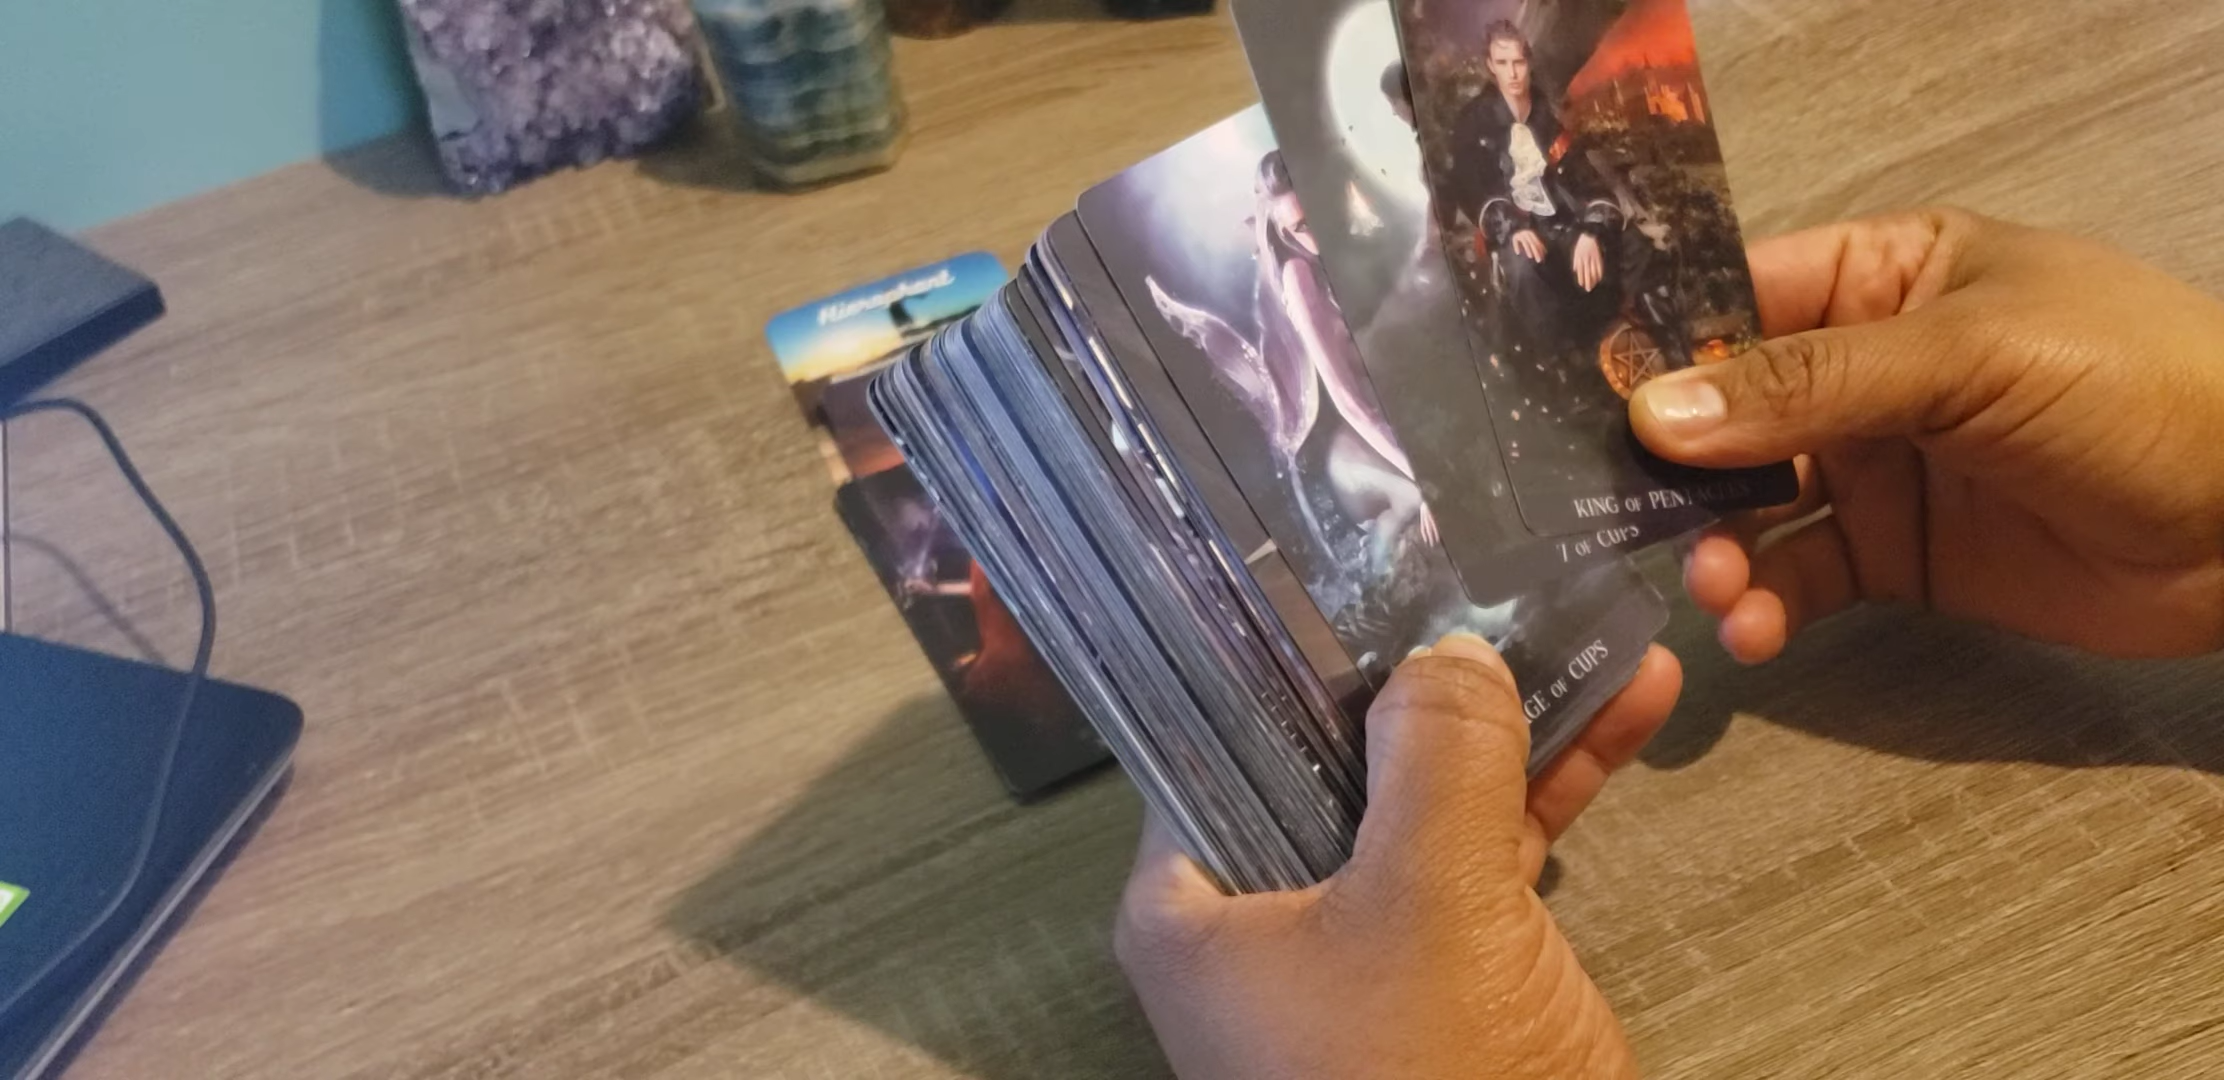 Hierophant
KING OF PENTACLES
7 OF CUPS
GE OF CUPS